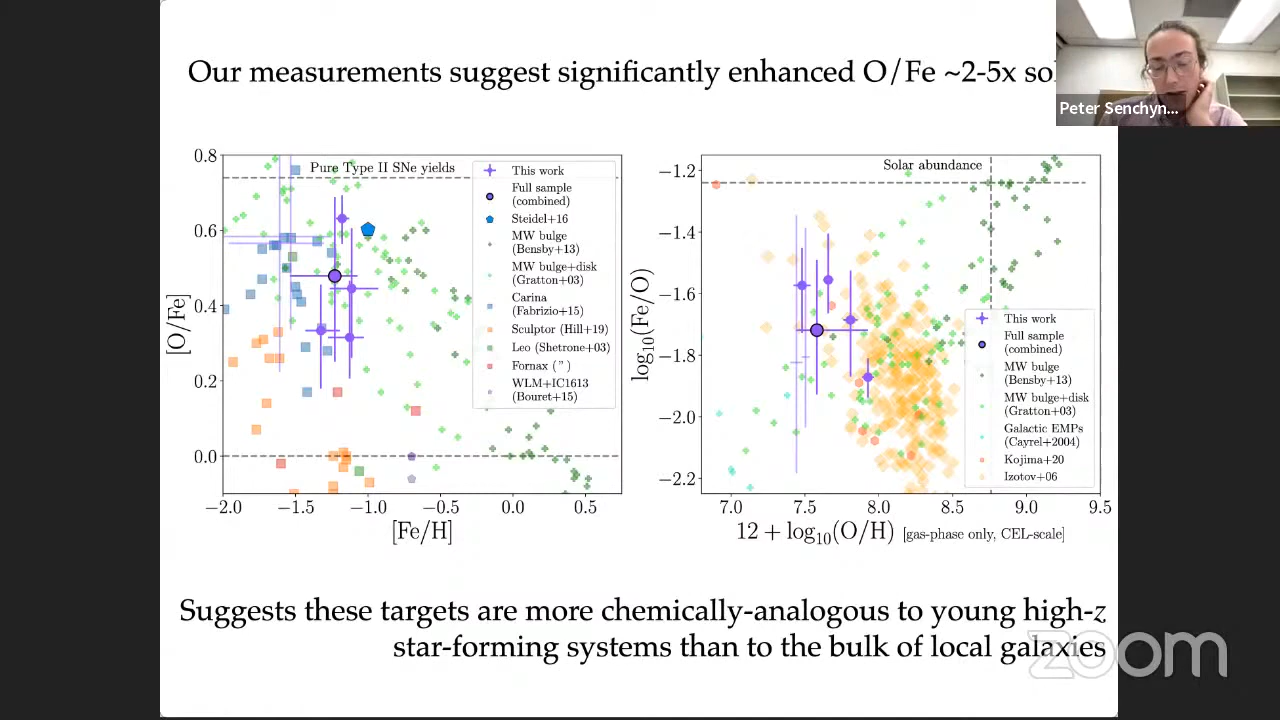 Our measurements suggest significantly enhanced O/Fe ~2-5x
Peter Senchyn...
0.8
0.6
0.4
0.2
0.0
[O/Fe]
Pure Type II SNe yields
This work
Full sample
(combined)
Steidel+16
MW bulge
(Bensby+13)
MW bulge+disk
(Gratton+03)
Carina
(Fabrizio+15)
Sculptor (Hill+19)
Leo (Shetrone+03)
Fornax (")
WLM+IC1613
(Bouret+15)
−2.0 −1.5 −1.0 −0.5 0.0 0.5
[Fe/H]
−1.2
−1.4
−1.6
−1.8
−2.0
−2.2
log₁₀(Fe/O)
Solar abundance
This work
Full sample
(combined)
MW bulge
(Bensby+13)
MW bulge+disk
(Gratton+03)
Galactic EMPs
(Cayrel+2004)
Kojima+20
Izotov+06
7.0 7.5 8.0 8.5 9.0 9.5
12 + log₁₀(O/H) [gas-phase only, CEL-scale]
Suggests these targets are more chemically-analogous to young high-z
star-forming systems than to the bulk of local galaxies
zoom